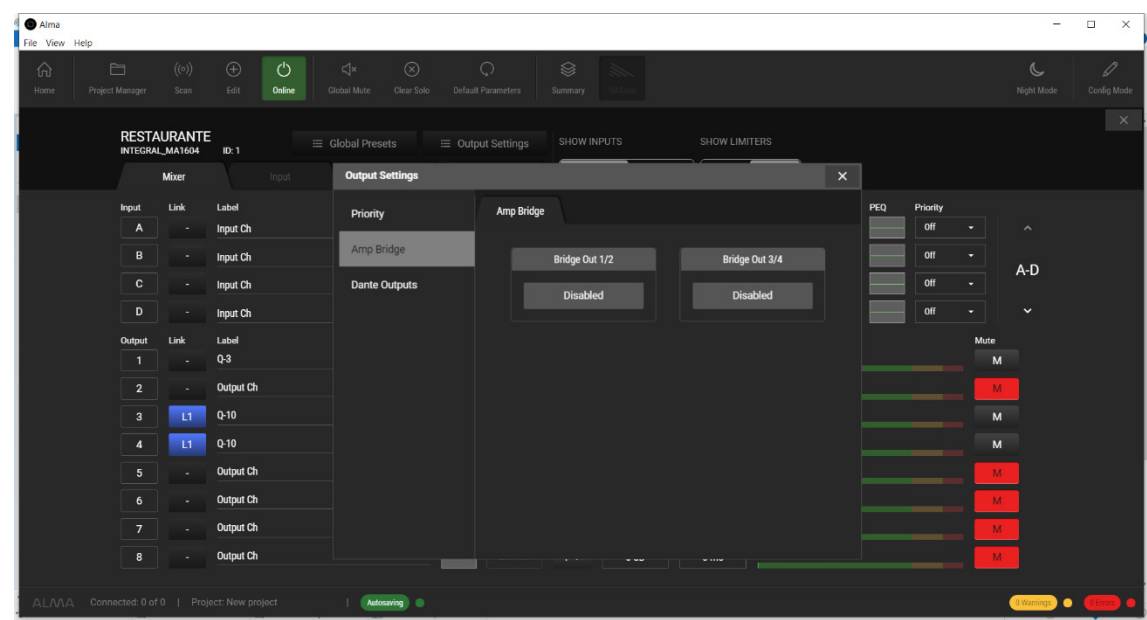 Alma
File View Help
Home Project Manager Scan Edit Online Global Mute Clear Solo Default Parameters Summary Night Mode Config Mode
RESTAURANTE
INTEGRAL_MA1604 ID: 1
Global Presets Output Settings SHOW INPUTS SHOW LIMITERS
Mixer Input Output Settings
Input Link Label PEQ Priority
A - Input Ch Off
B - Input Ch Off
C - Input Ch Off
D - Input Ch Off
A-D
Priority
Amp Bridge
Dante Outputs
Amp Bridge
Bridge Out 1/2 Bridge Out 3/4
Disabled Disabled
Output Link Label Mute
1 - Q-3 M
2 - Output Ch M
3 L1 Q-10 M
4 L1 Q-10 M
5 - Output Ch M
6 - Output Ch M
7 - Output Ch M
8 - Output Ch M
ALMA Connected: 0 of 0 | Project: New project | Autosaving 0 Warnings 0 Errors